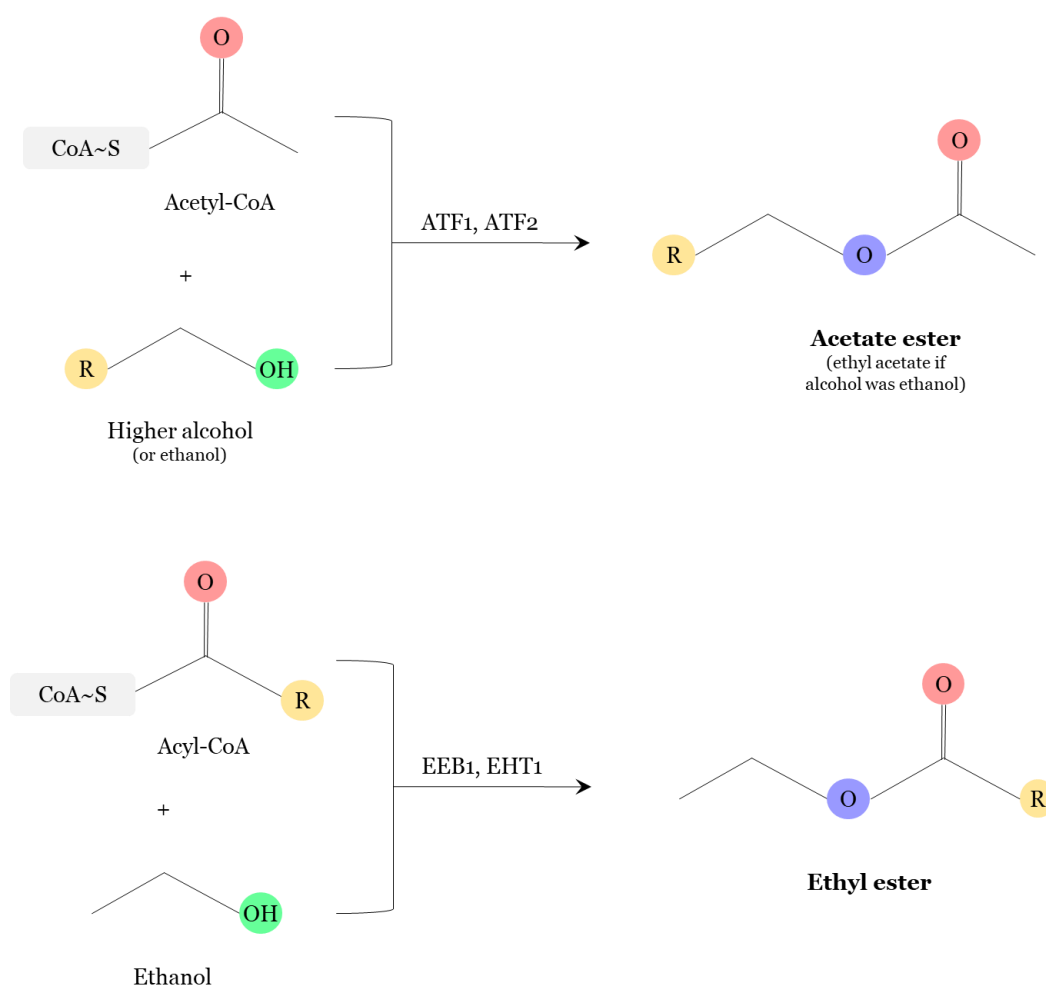 O
CoA~S
Acetyl-CoA
+
R
OH
Higher alcohol
(or ethanol)
ATF1, ATF2
O
R
O
Acetate ester
(ethyl acetate if
alcohol was ethanol)
O
CoA~S
R
Acyl-CoA
+
OH
Ethanol
EEB1, EHT1
O
O
R
Ethyl ester